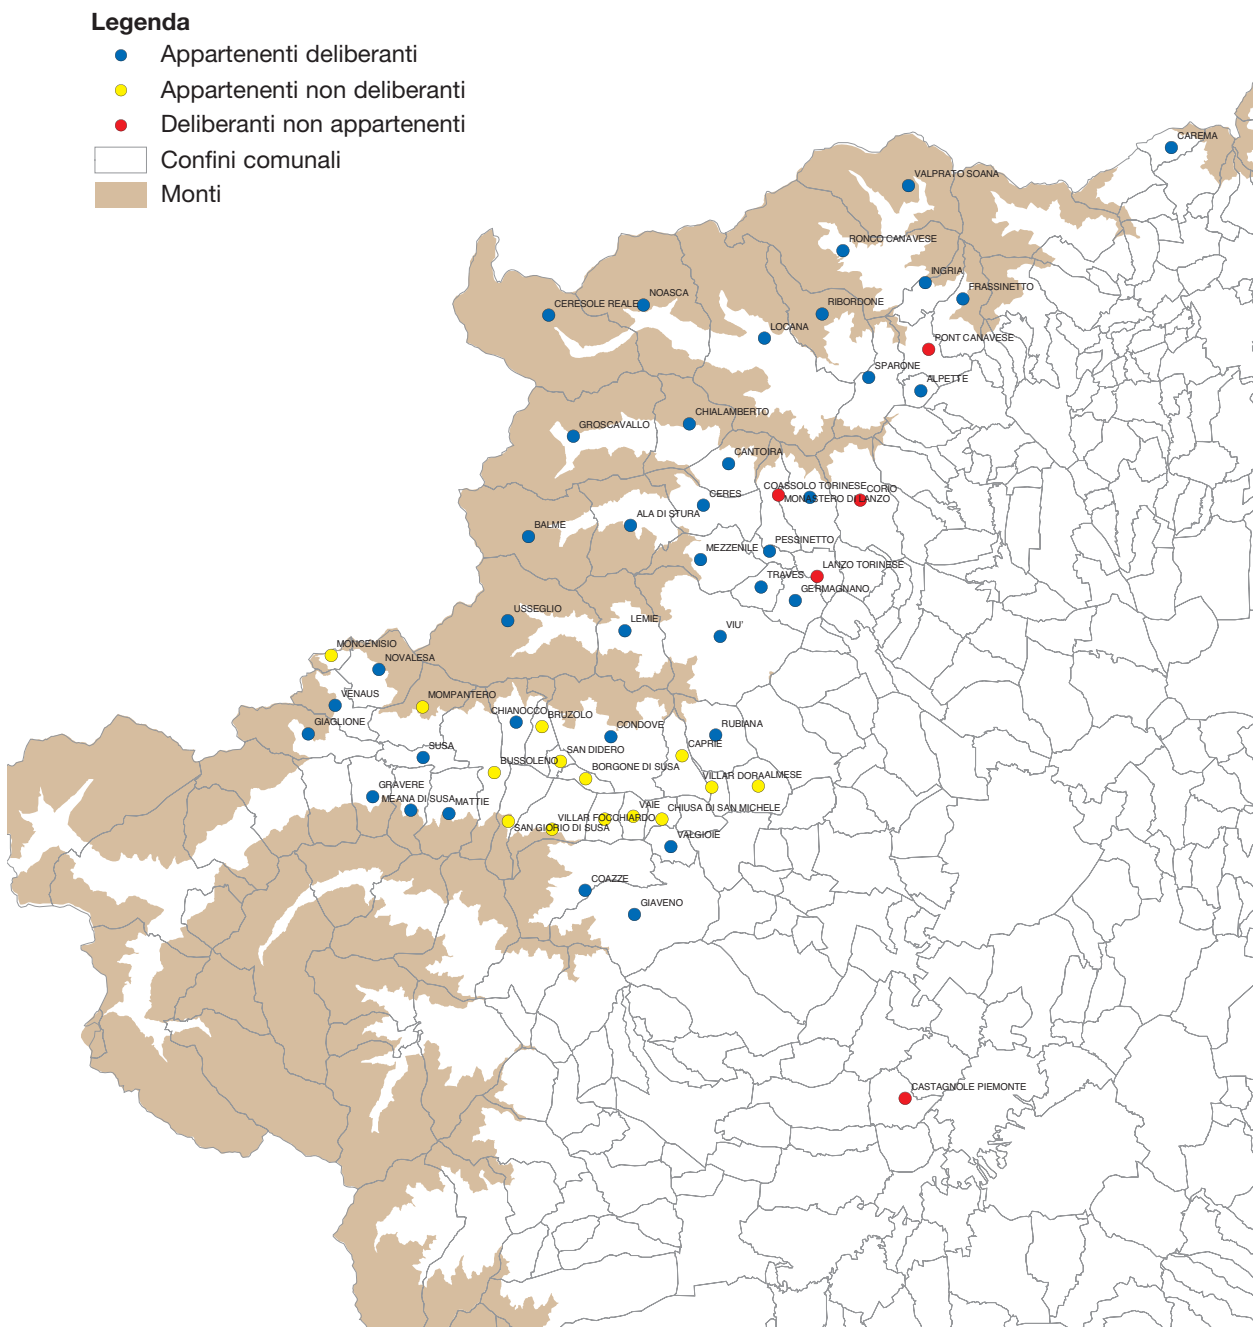 Legenda
Appartenenti deliberanti
Appartenenti non deliberanti
Deliberanti non appartenenti
Confini comunali
Monti
CAREMA
VALPRATO SOANA
RONCO CANAVESE
INGRIA
FRASSINETTO
NOASCA
CERESOLE REALE
RIBORDONE
LOCANA
PONT CANAVESE
SPARONE
ALPETTE
CHIALAMBERTO
GROSCAVALLO
CANTOIRA
COASSOLO TORINESE
CORIO
CERES
MONASTERO DI LANZO
ALA DI STURA
BALME
PESSINETTO
MEZZENILE
LANZO TORINESE
TRAVES
GERMAGNANO
USSEGLIO
LEMIE
VIU'
MONCENISIO
NOVALESA
VENAUS
MOMPANTERO
CHIANOCCO
BRUZOLO
GIAGLIONE
CONDOVE
RUBIANA
SUSA
SAN DIDERO
CAPRIE
BUSSOLENO
BORGONE DI SUSA
VILLAR DORA
ALMESE
GRAVERE
MEANA DI SUSA
MATTIE
VAIE
CHIUSA DI SAN MICHELE
VILLAR FOCCHIARDO
SAN GIORIO DI SUSA
VALGIOIE
COAZZE
GIAVENO
CASTAGNOLE PIEMONTE